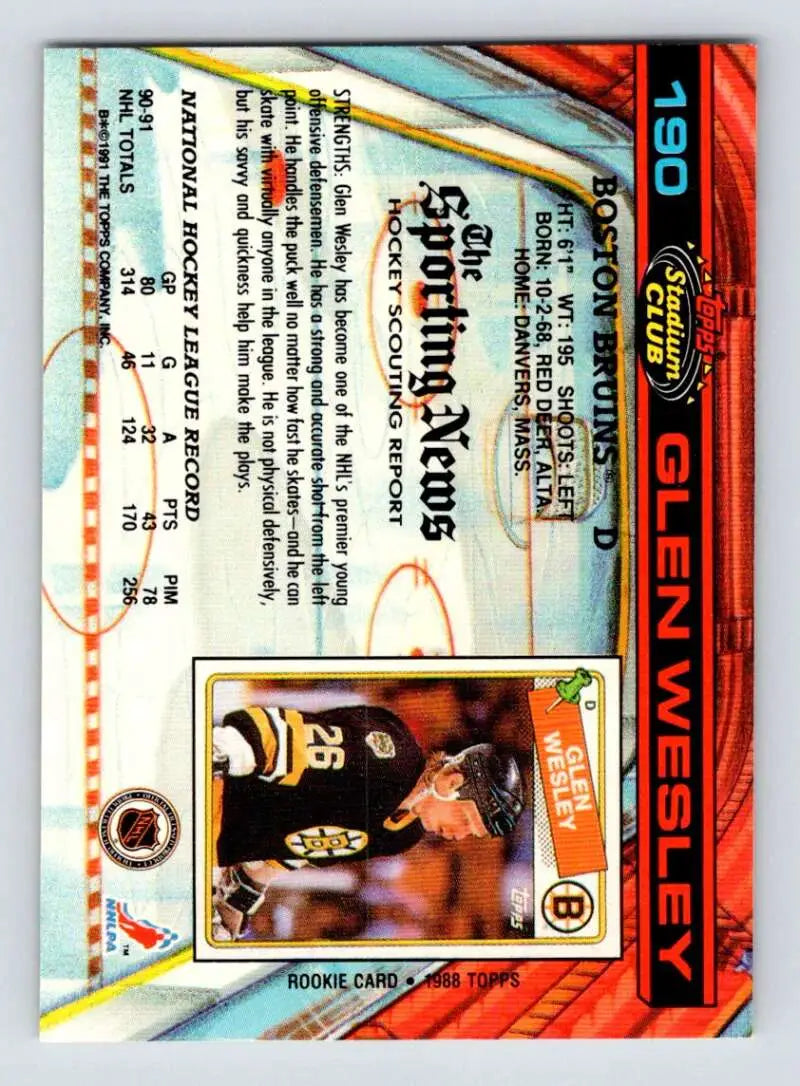 190
Topps
Stadium
CLUB
GLEN WESLEY
BOSTON BRUINS® D
HT: 6'1" WT: 195 SHOOTS: LEFT
BORN: 10-2-68, RED DEER, ALTA.
HOME: DANVERS, MASS.
The
Sporting News
HOCKEY SCOUTING REPORT
STRENGTHS: Glen Wesley has become one of the NHL's premier young
offensive defensemen. He has a strong and accurate shot from the left
point. He handles the puck well no matter how fast he skates—and he can
skate with virtually anyone in the league. He is not physical defensively,
but his savvy and quickness help him make the plays.
NATIONAL HOCKEY LEAGUE RECORD
GP G A PTS PIM
90-91 80 11 32 43 78
NHL TOTALS 314 46 124 170 256
B*©1991 THE TOPPS COMPANY, INC.
D
GLEN
WESLEY
B
Topps
26
B
ROOKIE CARD • 1988 TOPPS
NHL
NHLPA
™